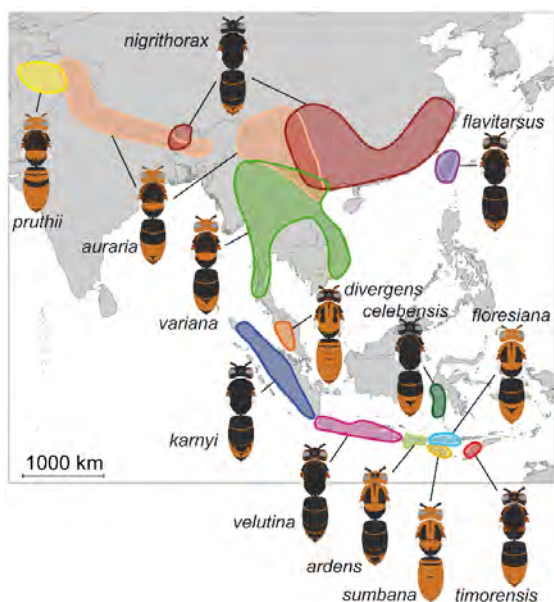 nigrithorax
flavitarsus
pruthii
auraria
divergens
celebensis
floresiana
variana
karnyi
1000 km
velutina
ardens
sumbana
timorensis